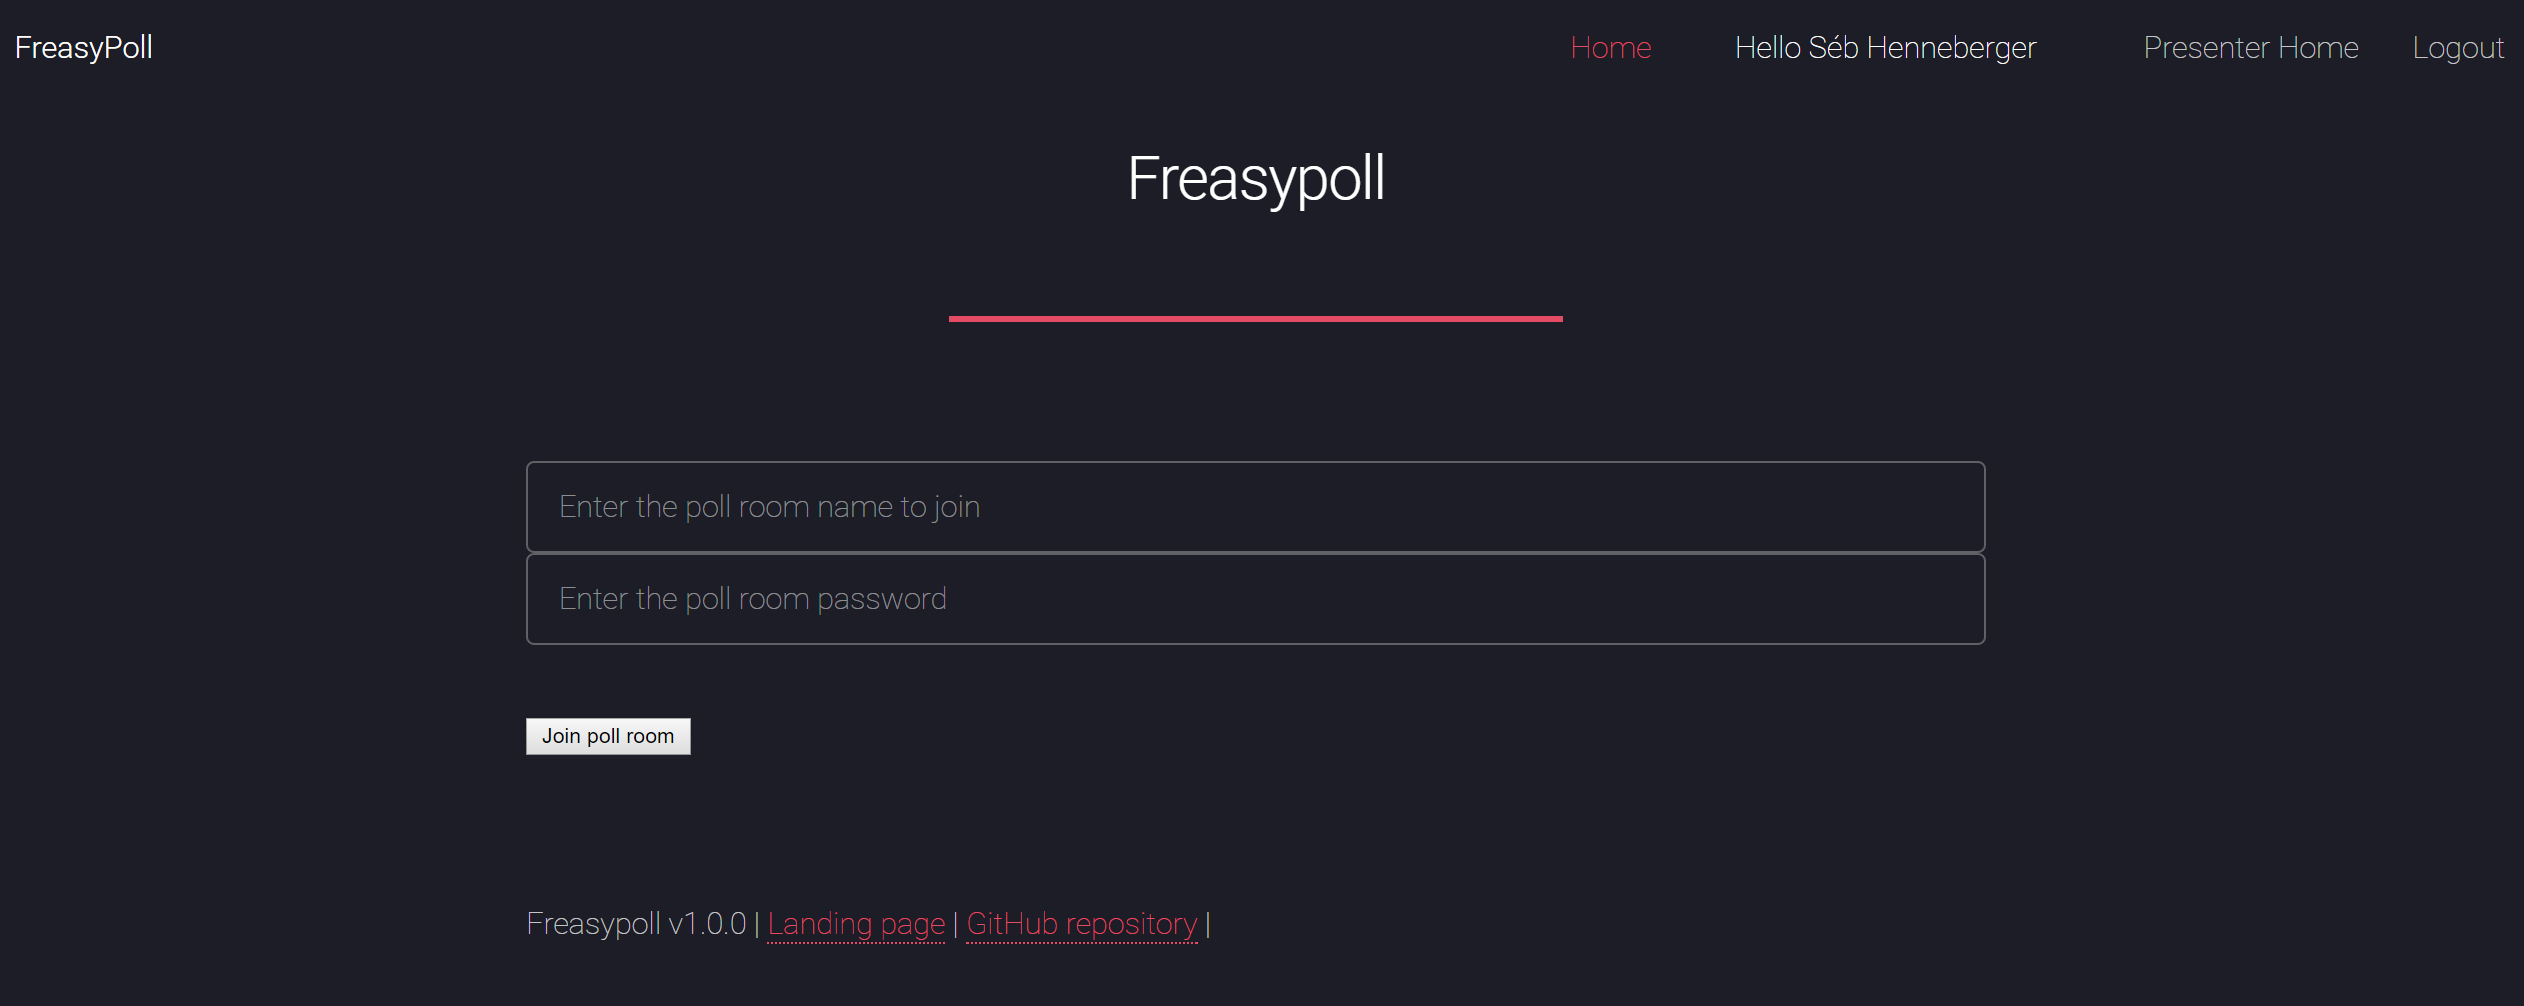 FreasyPoll Home Hello Séb Henneberger Presenter Home Logout
Freasypoll
Enter the poll room name to join
Enter the poll room password
Join poll room
Freasypoll v1.0.0 | Landing page | GitHub repository |